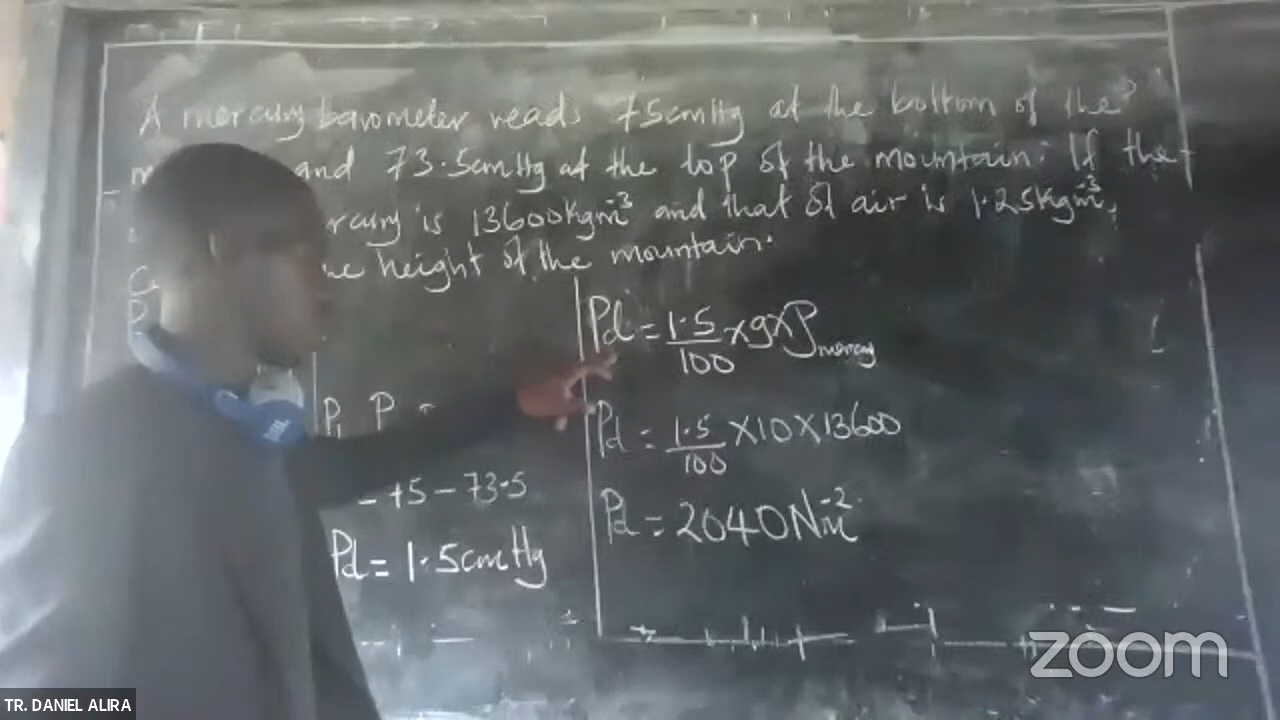 A mercury barometer reads 75cmHg at the bottom of the
and 73.5cmHg at the top of the mountain. If the
rcury is 13600kgm⁻³ and that of air is 1.25kgm⁻³,
height of the mountain.
Pd = 1.5/100 × g × ρ mercury
Pd = 1.5/100 × 10 × 13600
Pd = 2040Nm⁻²
75 - 73.5
Pd = 1.5cmHg
zoom
TR. DANIEL ALIRA